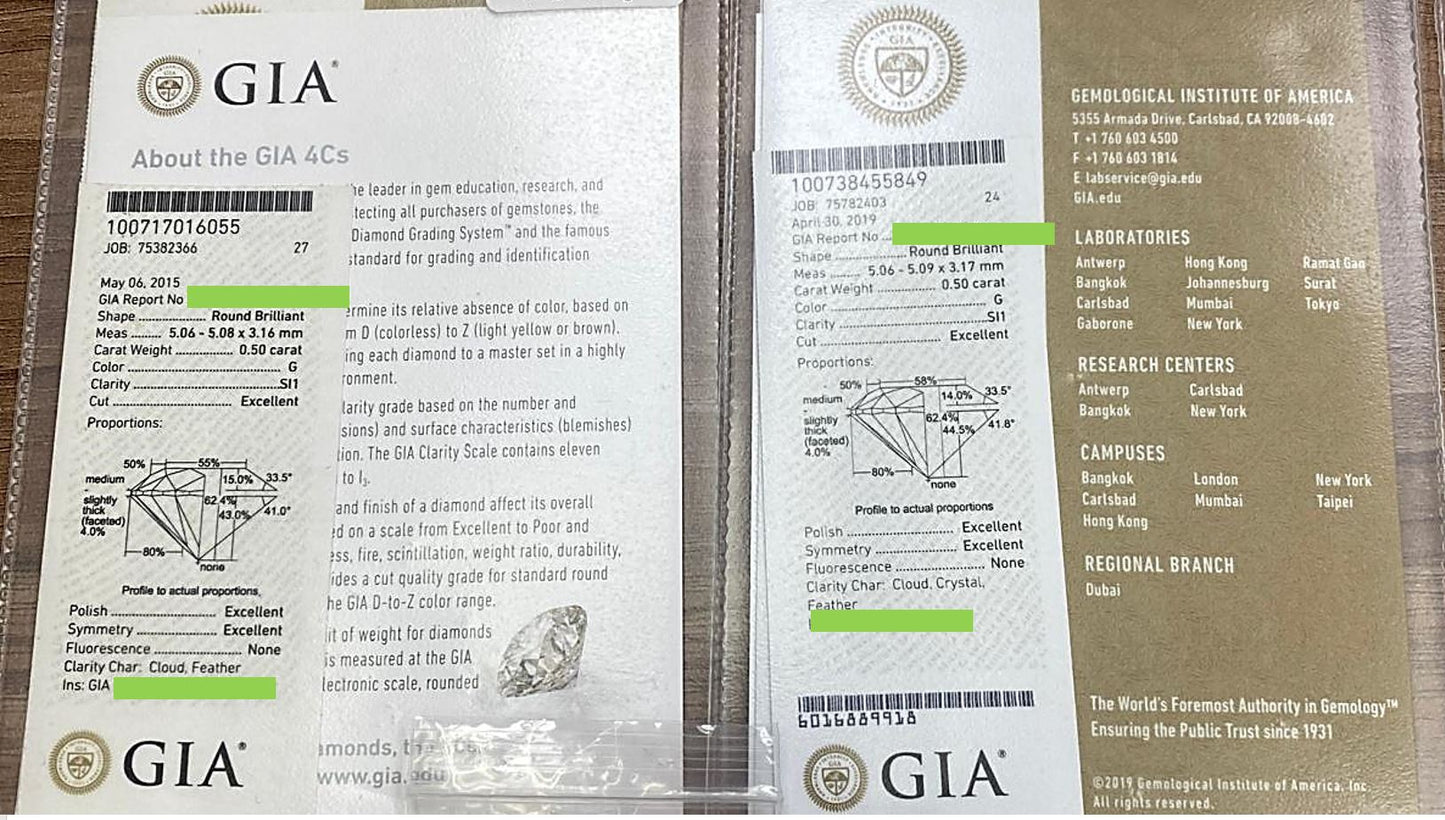 GIA®
About the GIA 4Cs
he leader in gem education, research, and
tecting all purchasers of gemstones, the
Diamond Grading System™ and the famous
standard for grading and identification
ermine its relative absence of color, based on
m D (colorless) to Z (light yellow or brown).
ing each diamond to a master set in a highly
ronment.
larity grade based on the number and
sions) and surface characteristics (blemishes)
tion. The GIA Clarity Scale contains eleven
to I₃.
and finish of a diamond affect its overall
ed on a scale from Excellent to Poor and
ess, fire, scintillation, weight ratio, durability,
ides a cut quality grade for standard round
he GIA D-to-Z color range.
it of weight for diamonds
is measured at the GIA
lectronic scale, rounded
amonds, t
www.gia.edu
100717016055
JOB: 75382366 27
May 06, 2015
GIA Report No
Shape .................... Round Brilliant
Meas ..... 5.06 - 5.08 x 3.16 mm
Carat Weight ............... 0.50 carat
Color .................... G
Clarity .................... SI1
Cut .................... Excellent
Proportions:
50% 55%
medium 15.0% 33.5°
slightly
thick
(faceted)
4.0%
62.4%
43.0% 41.0°
80%
none
Profile to actual proportions
Polish .................... Excellent
Symmetry .................... Excellent
Fluorescence .................... None
Clarity Char: Cloud, Feather
Ins: GIA
GIA®
GIA
100738455849
JOB: 75782403 24
April 30, 2019
GIA Report No ...
Shape .................... Round Brilliant
Meas ....... 5.06 - 5.09 x 3.17 mm
Carat Weight .................... 0.50 carat
Color .................... G
Clarity .................... SI1
Cut .................... Excellent
Proportions:
50% 58%
medium 14.0% 33.5°
slightly
thick
(faceted)
4.0%
62.4%
44.5% 41.8°
80%
none
Profile to actual proportions
Polish .................... Excellent
Symmetry .................... Excellent
Fluorescence .................... None
Clarity Char: Cloud, Crystal,
Feather
6016889918
GIA®
GEMOLOGICAL INSTITUTE OF AMERICA
5355 Armada Drive, Carlsbad, CA 92008-4602
T +1 760 603 4500
F +1 760 603 1814
E labservice@gia.edu
GIA.edu
LABORATORIES
Antwerp Hong Kong Ramat Gan
Bangkok Johannesburg Surat
Carlsbad Mumbai Tokyo
Gaborone New York
RESEARCH CENTERS
Antwerp Carlsbad
Bangkok New York
CAMPUSES
Bangkok London New York
Carlsbad Mumbai Taipei
Hong Kong
REGIONAL BRANCH
Dubai
The World's Foremost Authority in Gemology™
Ensuring the Public Trust since 1931
©2019 Gemological Institute of America, Inc.
All rights reserved.